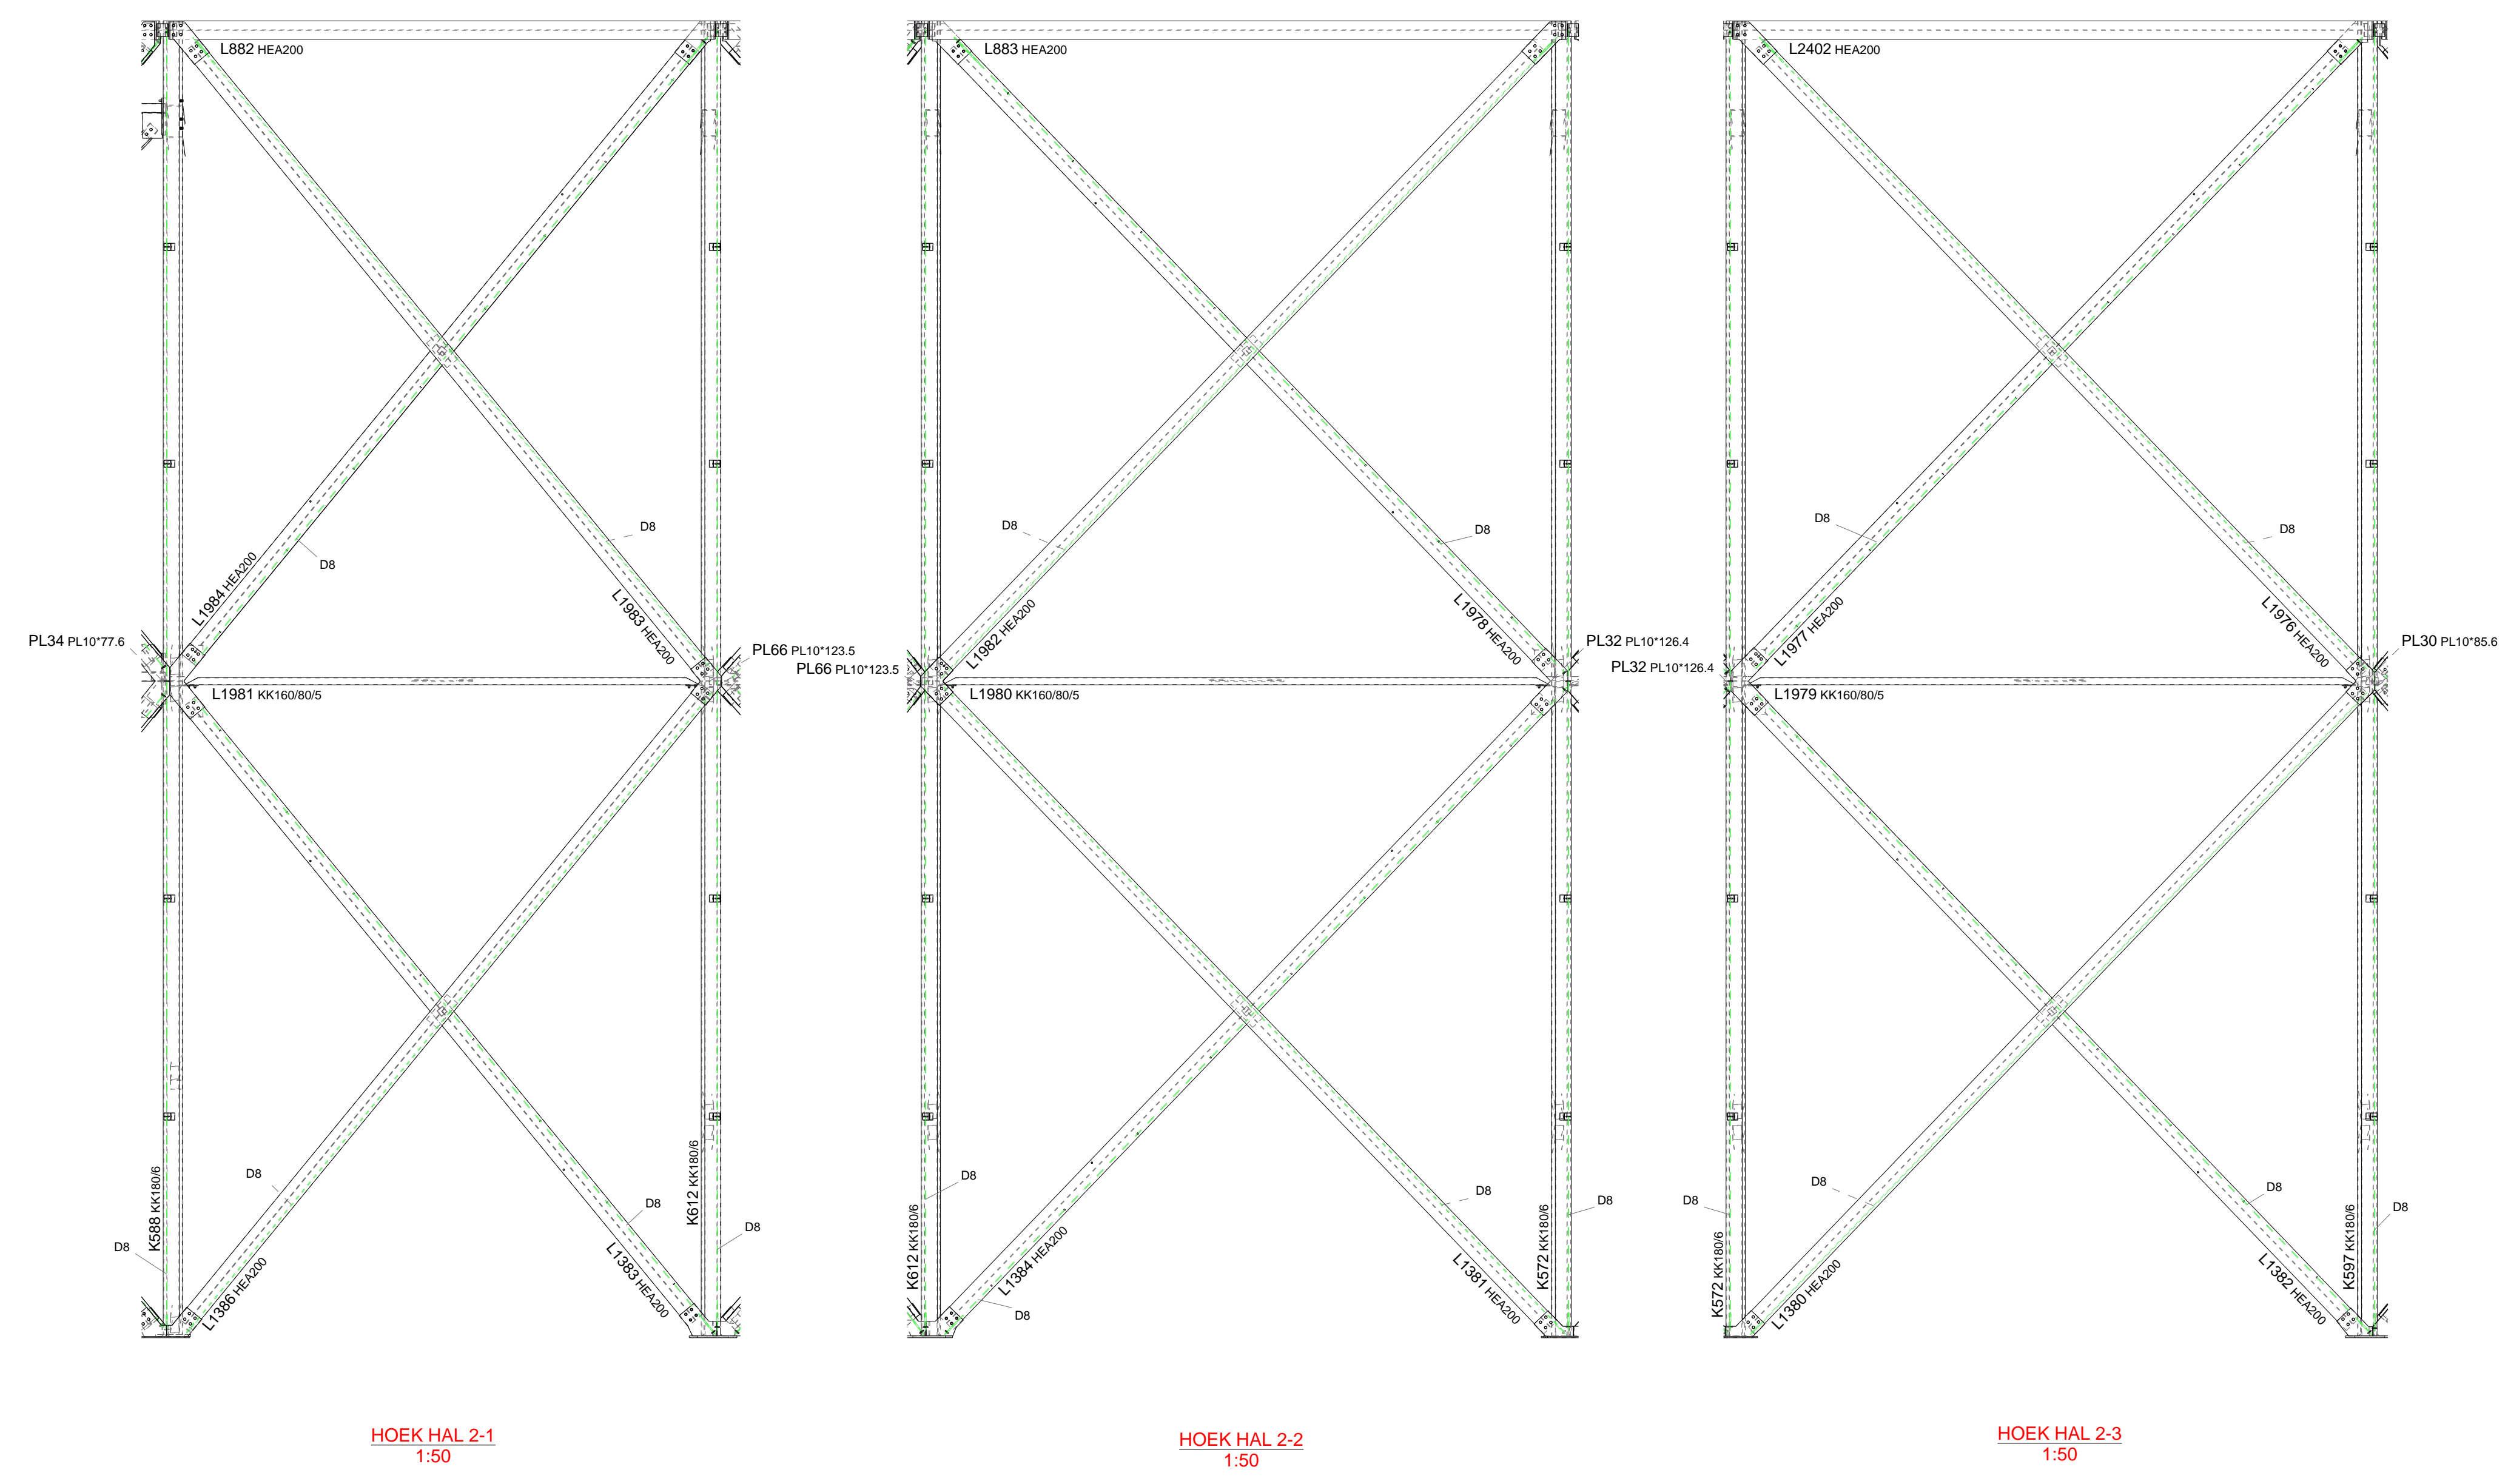 L882 HEA200
D8
D8
L1984 HEA200
L1983 HEA200
PL34 PL10*77.6
PL66 PL10*123.5
L1981 KK160/80/5
K588 KK180/6
K612 KK180/6
D8
D8
D8
D8
L1386 HEA200
L1383 HEA200
HOEK HAL 2-1
1:50
L883 HEA200
D8
D8
L1982 HEA200
L1978 HEA200
PL66 PL10*123.5
PL32 PL10*126.4
L1980 KK160/80/5
D8
D8
D8
K612 KK180/6
K572 KK180/6
L1384 HEA200
L1381 HEA200
D8
HOEK HAL 2-2
1:50
L2402 HEA200
D8
D8
L1977 HEA200
L1976 HEA200
PL32 PL10*126.4
PL30 PL10*85.6
L1979 KK160/80/5
D8
D8
D8
D8
K572 KK180/6
K597 KK180/6
L1380 HEA200
L1382 HEA200
HOEK HAL 2-3
1:50